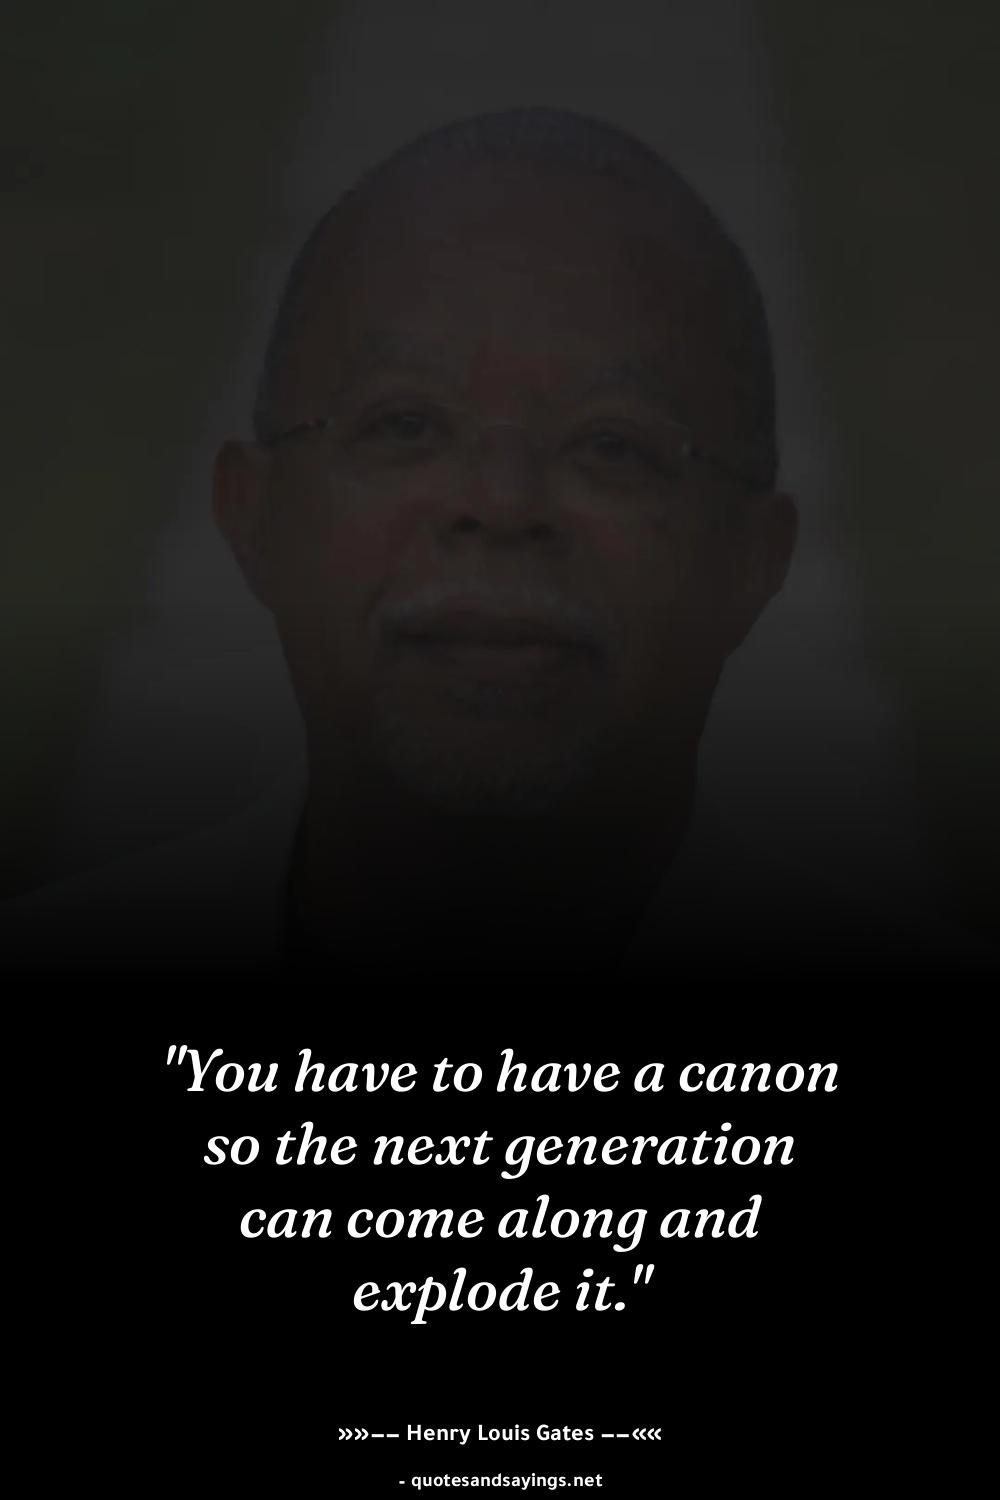 "You have to have a canon
so the next generation
can come along and
explode it."
»»–– Henry Louis Gates ––««
- quotesandsayings.net